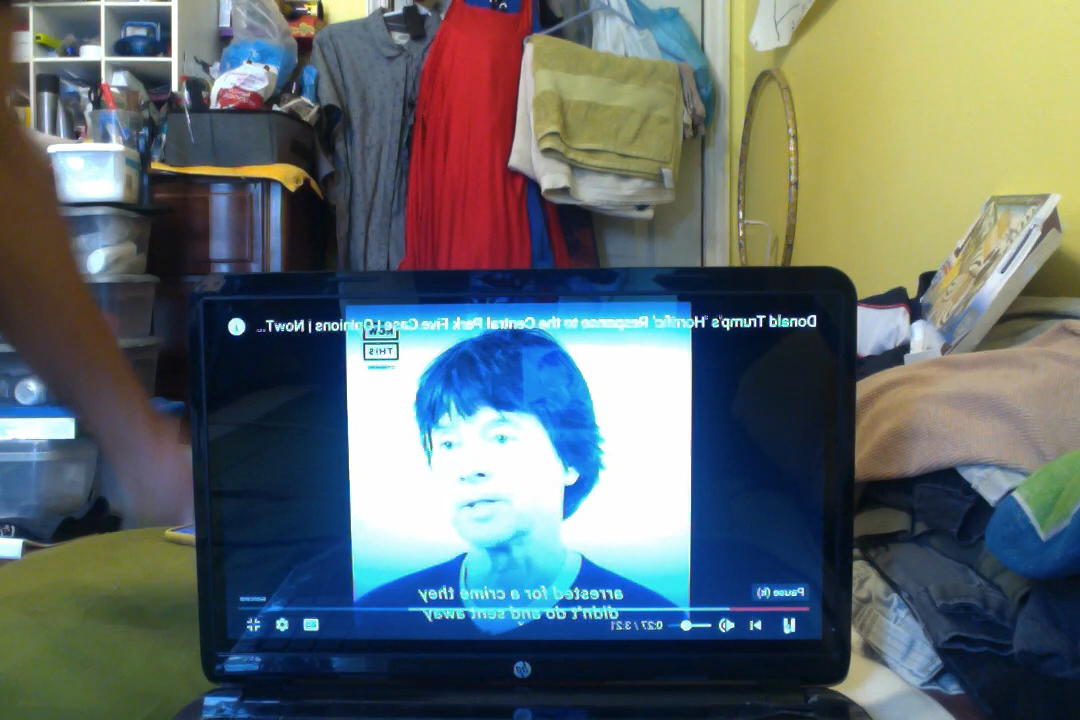 Donald Trump's 'Horrific' Response to the Central Park Five Case | Opinions | NowT...
NOW
THIS
arrested for a crime they
didn't do and sent away
Pause (k)
0:27 / 3:21
hp